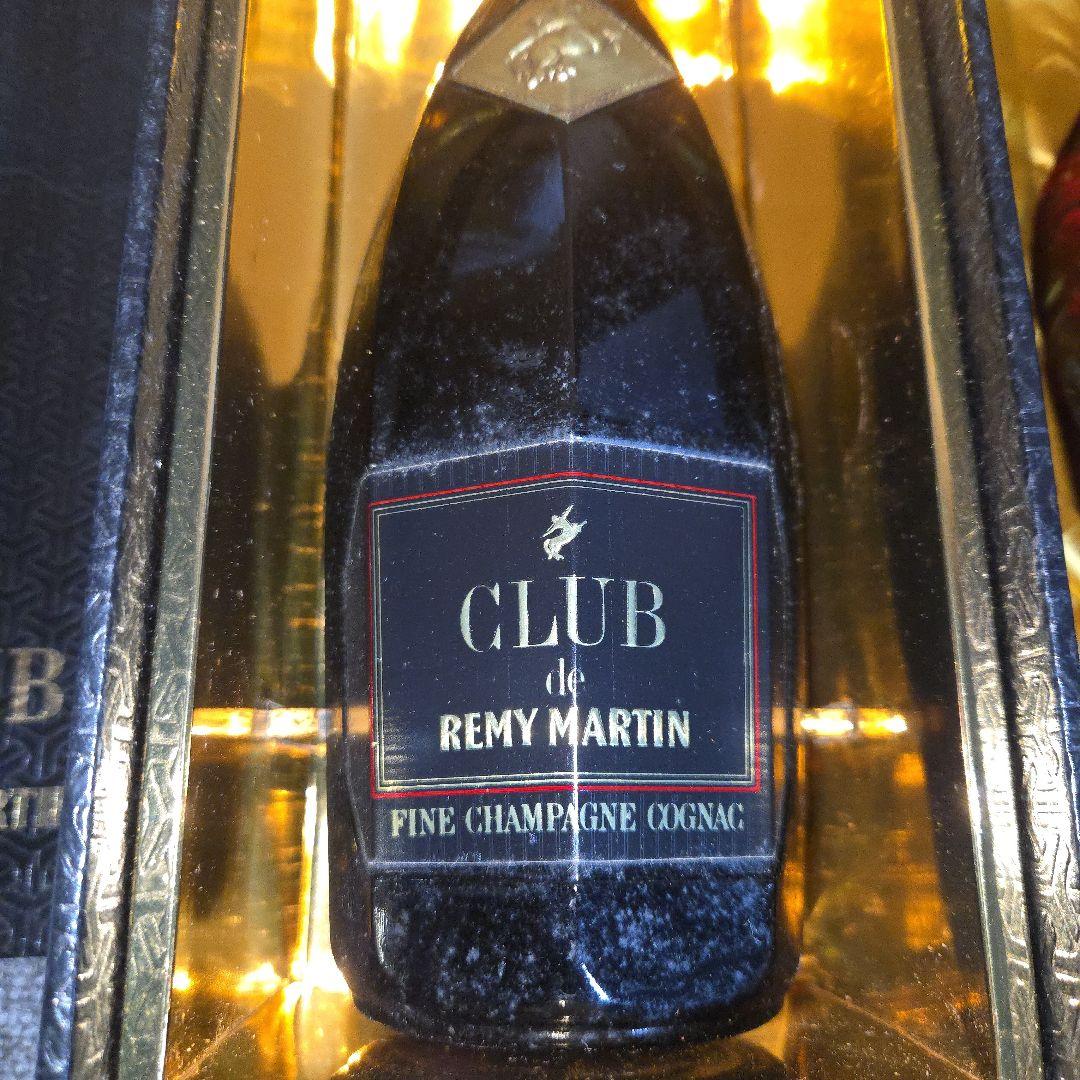 CLUB
de
REMY MARTIN
FINE CHAMPAGNE COGNAC